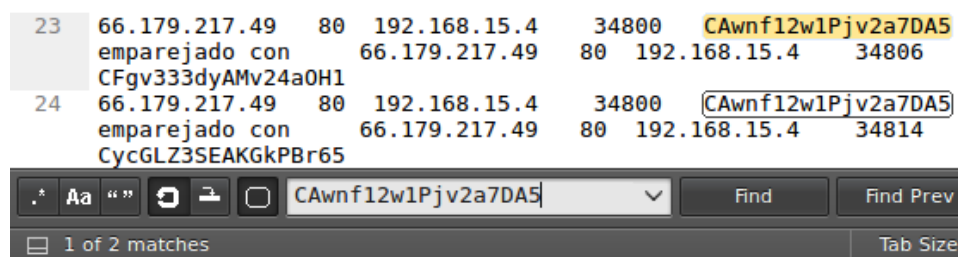 23 66.179.217.49 80 192.168.15.4 34800 CAwnf12w1Pjv2a7DA5
emparejado con 66.179.217.49 80 192.168.15.4 34806
CFgv333dyAMv24aOH1
24 66.179.217.49 80 192.168.15.4 34800 CAwnf12w1Pjv2a7DA5
emparejado con 66.179.217.49 80 192.168.15.4 34814
CycGLZ3SEAKGkPBr65
.* Aa “” CAwnf12w1Pjv2a7DA5 Find Find Prev
1 of 2 matches Tab Size